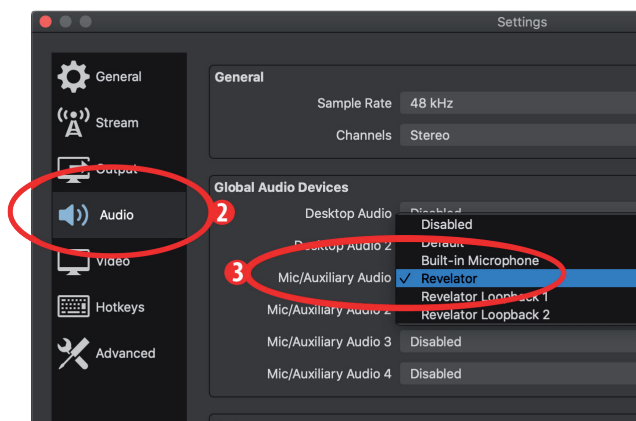 Settings
General
Stream
Output
Audio
Video
Hotkeys
Advanced
2
General
Sample Rate 48 kHz
Channels Stereo
Global Audio Devices
Desktop Audio Disabled
Desktop Audio 2
3
Mic/Auxiliary Audio
Mic/Auxiliary Audio 2
Mic/Auxiliary Audio 3 Disabled
Mic/Auxiliary Audio 4 Disabled
Disabled
Default
Built-in Microphone
✓ Revelator
Revelator Loopback 1
Revelator Loopback 2